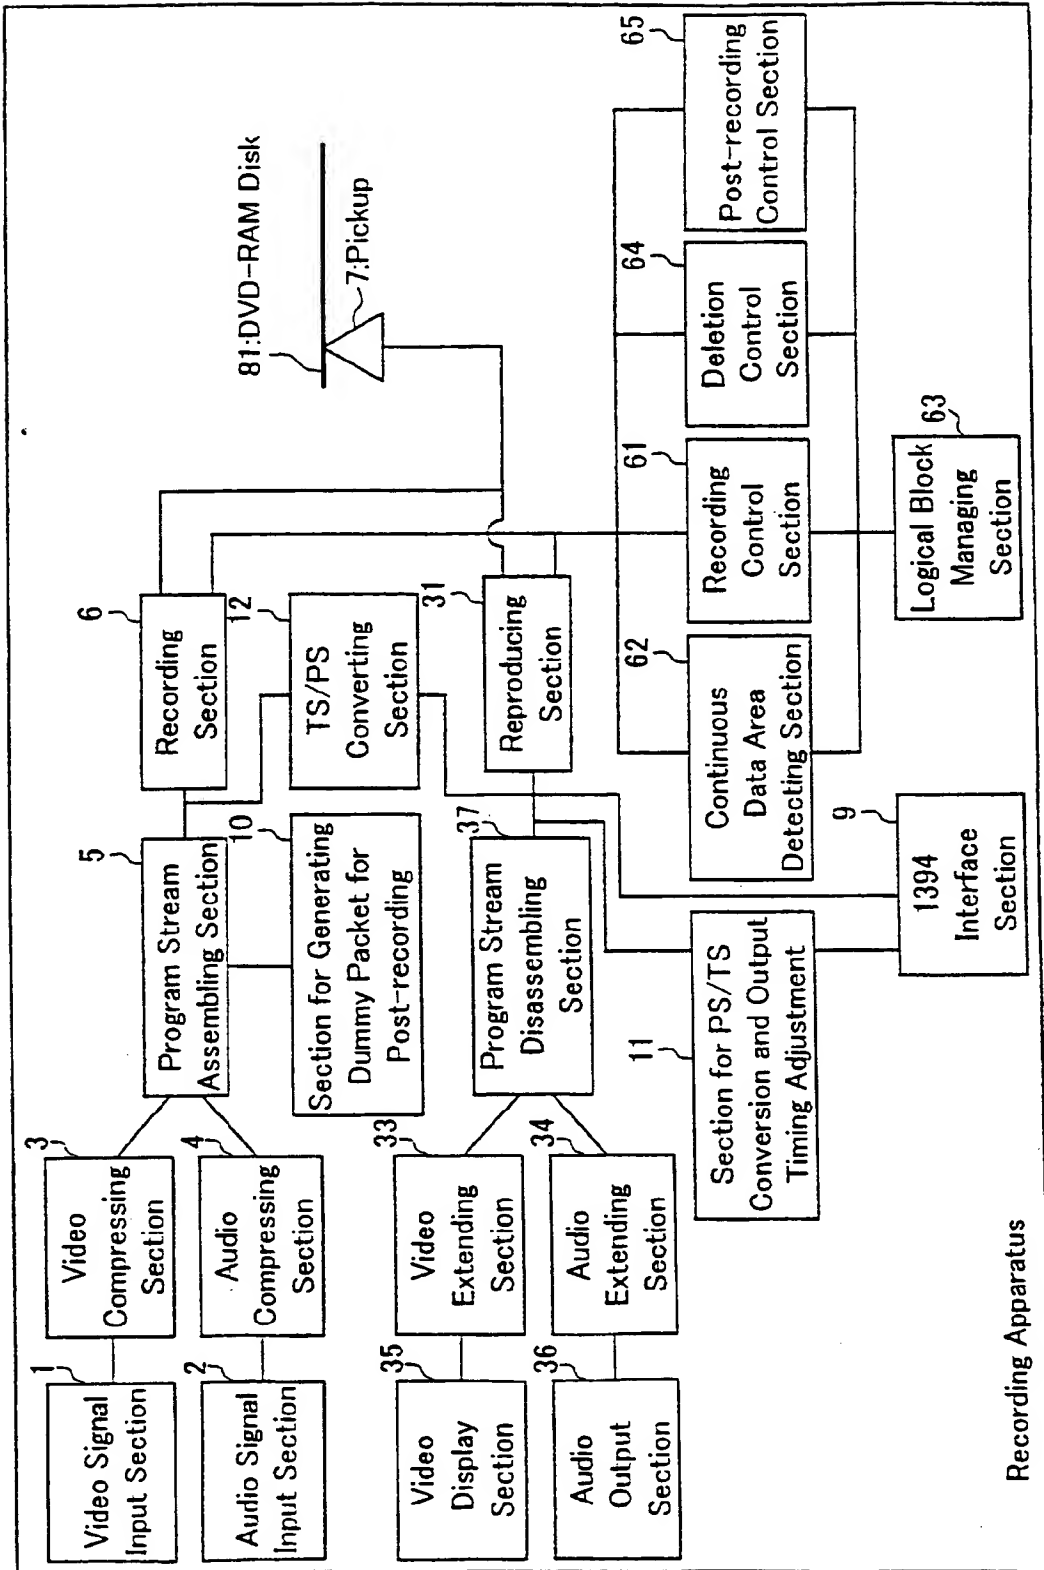 1
Video Signal
Input Section
3
Video
Compressing
Section
2
Audio Signal
Input Section
4
Audio
Compressing
Section
5
Program Stream
Assembling Section
6
Recording
Section
10
Section for Generating
Dummy Packet for
Post-recording
12
TS/PS
Converting
Section
81:DVD-RAM Disk
7:Pickup
35
Video
Display
Section
33
Video
Extending
Section
36
Audio
Output
Section
34
Audio
Extending
Section
37
Program Stream
Disassembling
Section
31
Reproducing
Section
11
Section for PS/TS
Conversion and Output
Timing Adjustment
62
Continuous
Data Area
Detecting Section
61
Recording
Control
Section
64
Deletion
Control
Section
65
Post-recording
Control Section
9
1394
Interface
Section
63
Logical Block
Managing
Section
Recording Apparatus